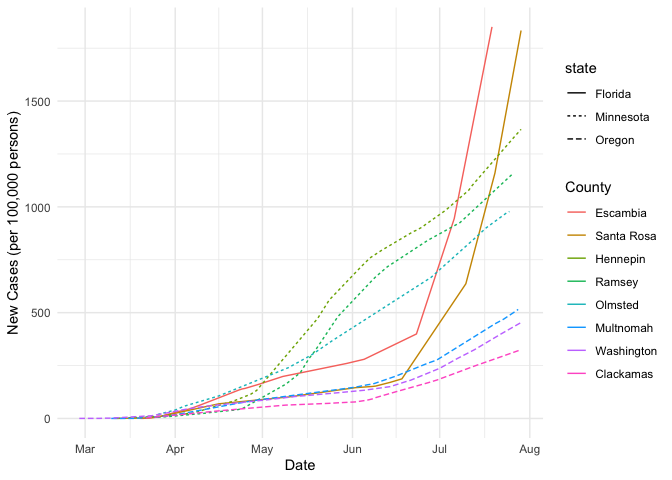 New Cases (per 100,000 persons)
1500
1000
500
0
Mar
Apr
May
Jun
Jul
Aug
Date
state
Florida
Minnesota
Oregon
County
Escambia
Santa Rosa
Hennepin
Ramsey
Olmsted
Multnomah
Washington
Clackamas